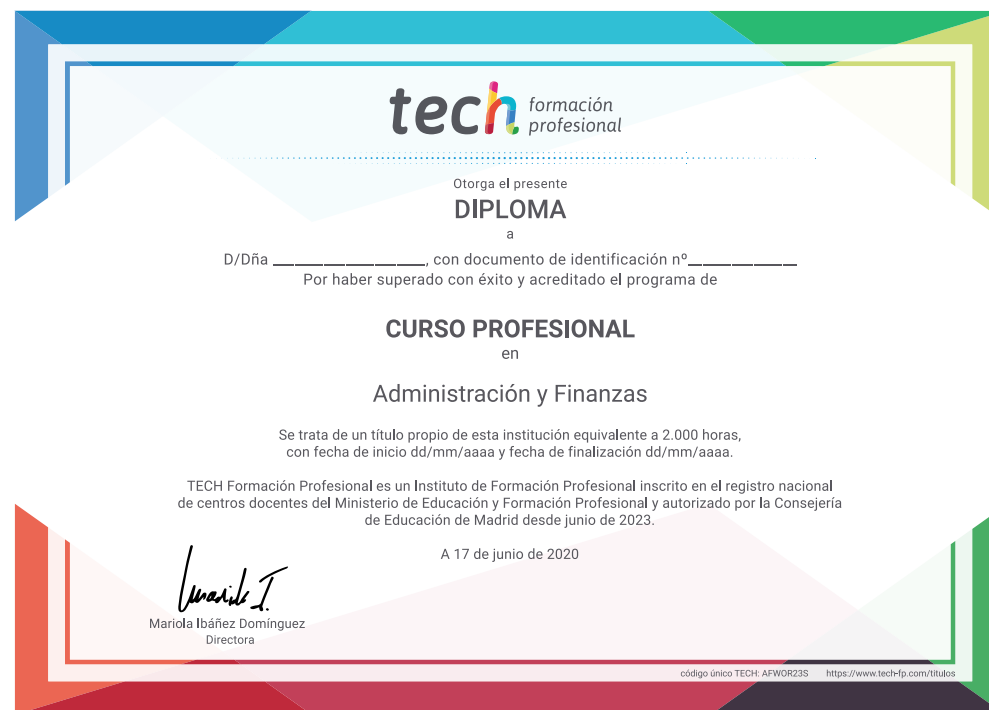 tech formación
profesional
Otorga el presente
DIPLOMA
a
D/Dña ____________________, con documento de identificación nº_______________
Por haber superado con éxito y acreditado el programa de
CURSO PROFESIONAL
en
Administración y Finanzas
Se trata de un título propio de esta institución equivalente a 2.000 horas,
con fecha de inicio dd/mm/aaaa y fecha de finalización dd/mm/aaaa.
TECH Formación Profesional es un Instituto de Formación Profesional inscrito en el registro nacional
de centros docentes del Ministerio de Educación y Formación Profesional y autorizado por la Consejería
de Educación de Madrid desde junio de 2023.
A 17 de junio de 2020
Mariola Ibáñez Domínguez
Directora
código único TECH: AFWOR23S https://www.tech-fp.com/titulos